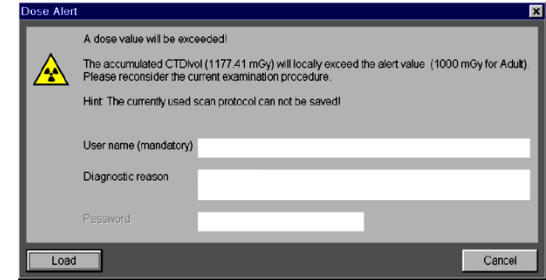 Dose Alert
A dose value will be exceeded!
The accumulated CTDIvol (1177.41 mGy) will locally exceed the alert value (1000 mGy for Adult).
Please reconsider the current examination procedure.
Hint: The currently used scan protocol can not be saved!
User name (mandatory)
Diagnostic reason
Password
Load Cancel